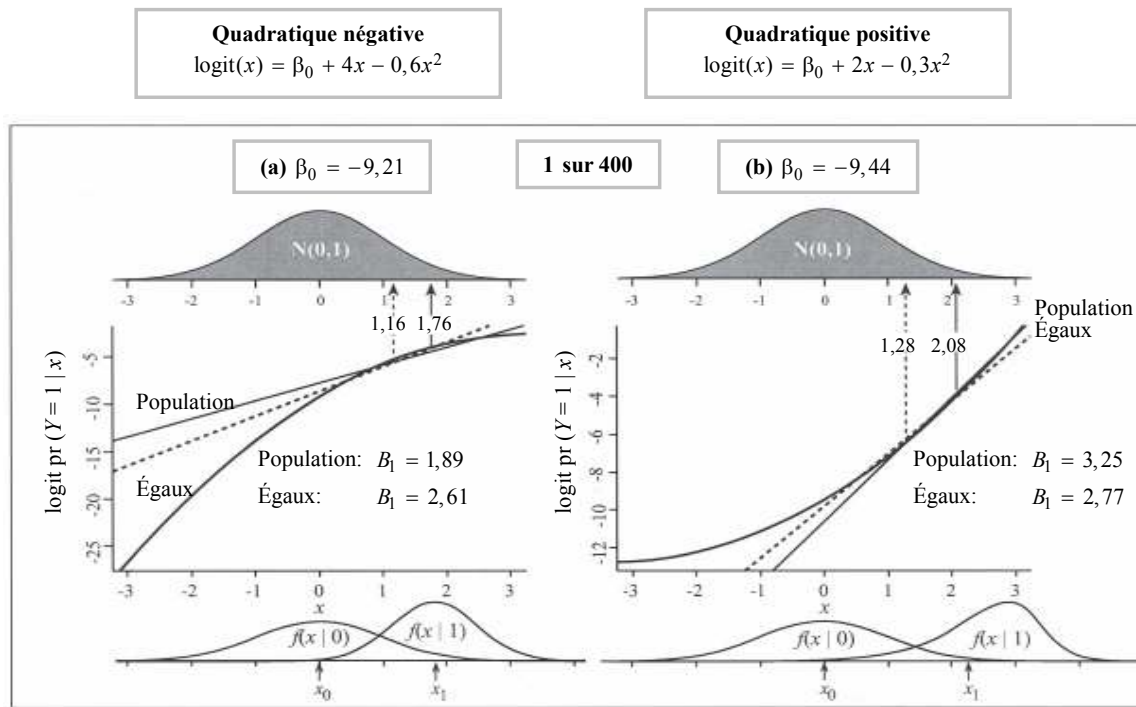 Quadratique négative
logit(x) = β0 + 4x − 0,6x2
Quadratique positive
logit(x) = β0 + 2x − 0,3x2
(a) β0 = −9,21
1 sur 400
(b) β0 = −9,44
N(0,1)
-3 -2 -1 0 1 2 3
1,16 1,76
logit pr (Y = 1 | x)
-5
-10
-15
-20
-25
Population
Égaux
Population: B1 = 1,89
Égaux: B1 = 2,61
-3 -2 -1 0 1 2 3
x
f(x | 0) f(x | 1)
x0 x1
N(0,1)
-3 -2 -1 0 1 2 3
Population
Égaux
1,28 2,08
logit pr (Y = 1 | x)
-2
-4
-6
-8
-10
-12
Population: B1 = 3,25
Égaux: B1 = 2,77
-3 -2 -1 0 1 2 3
x
f(x | 0) f(x | 1)
x0 x1